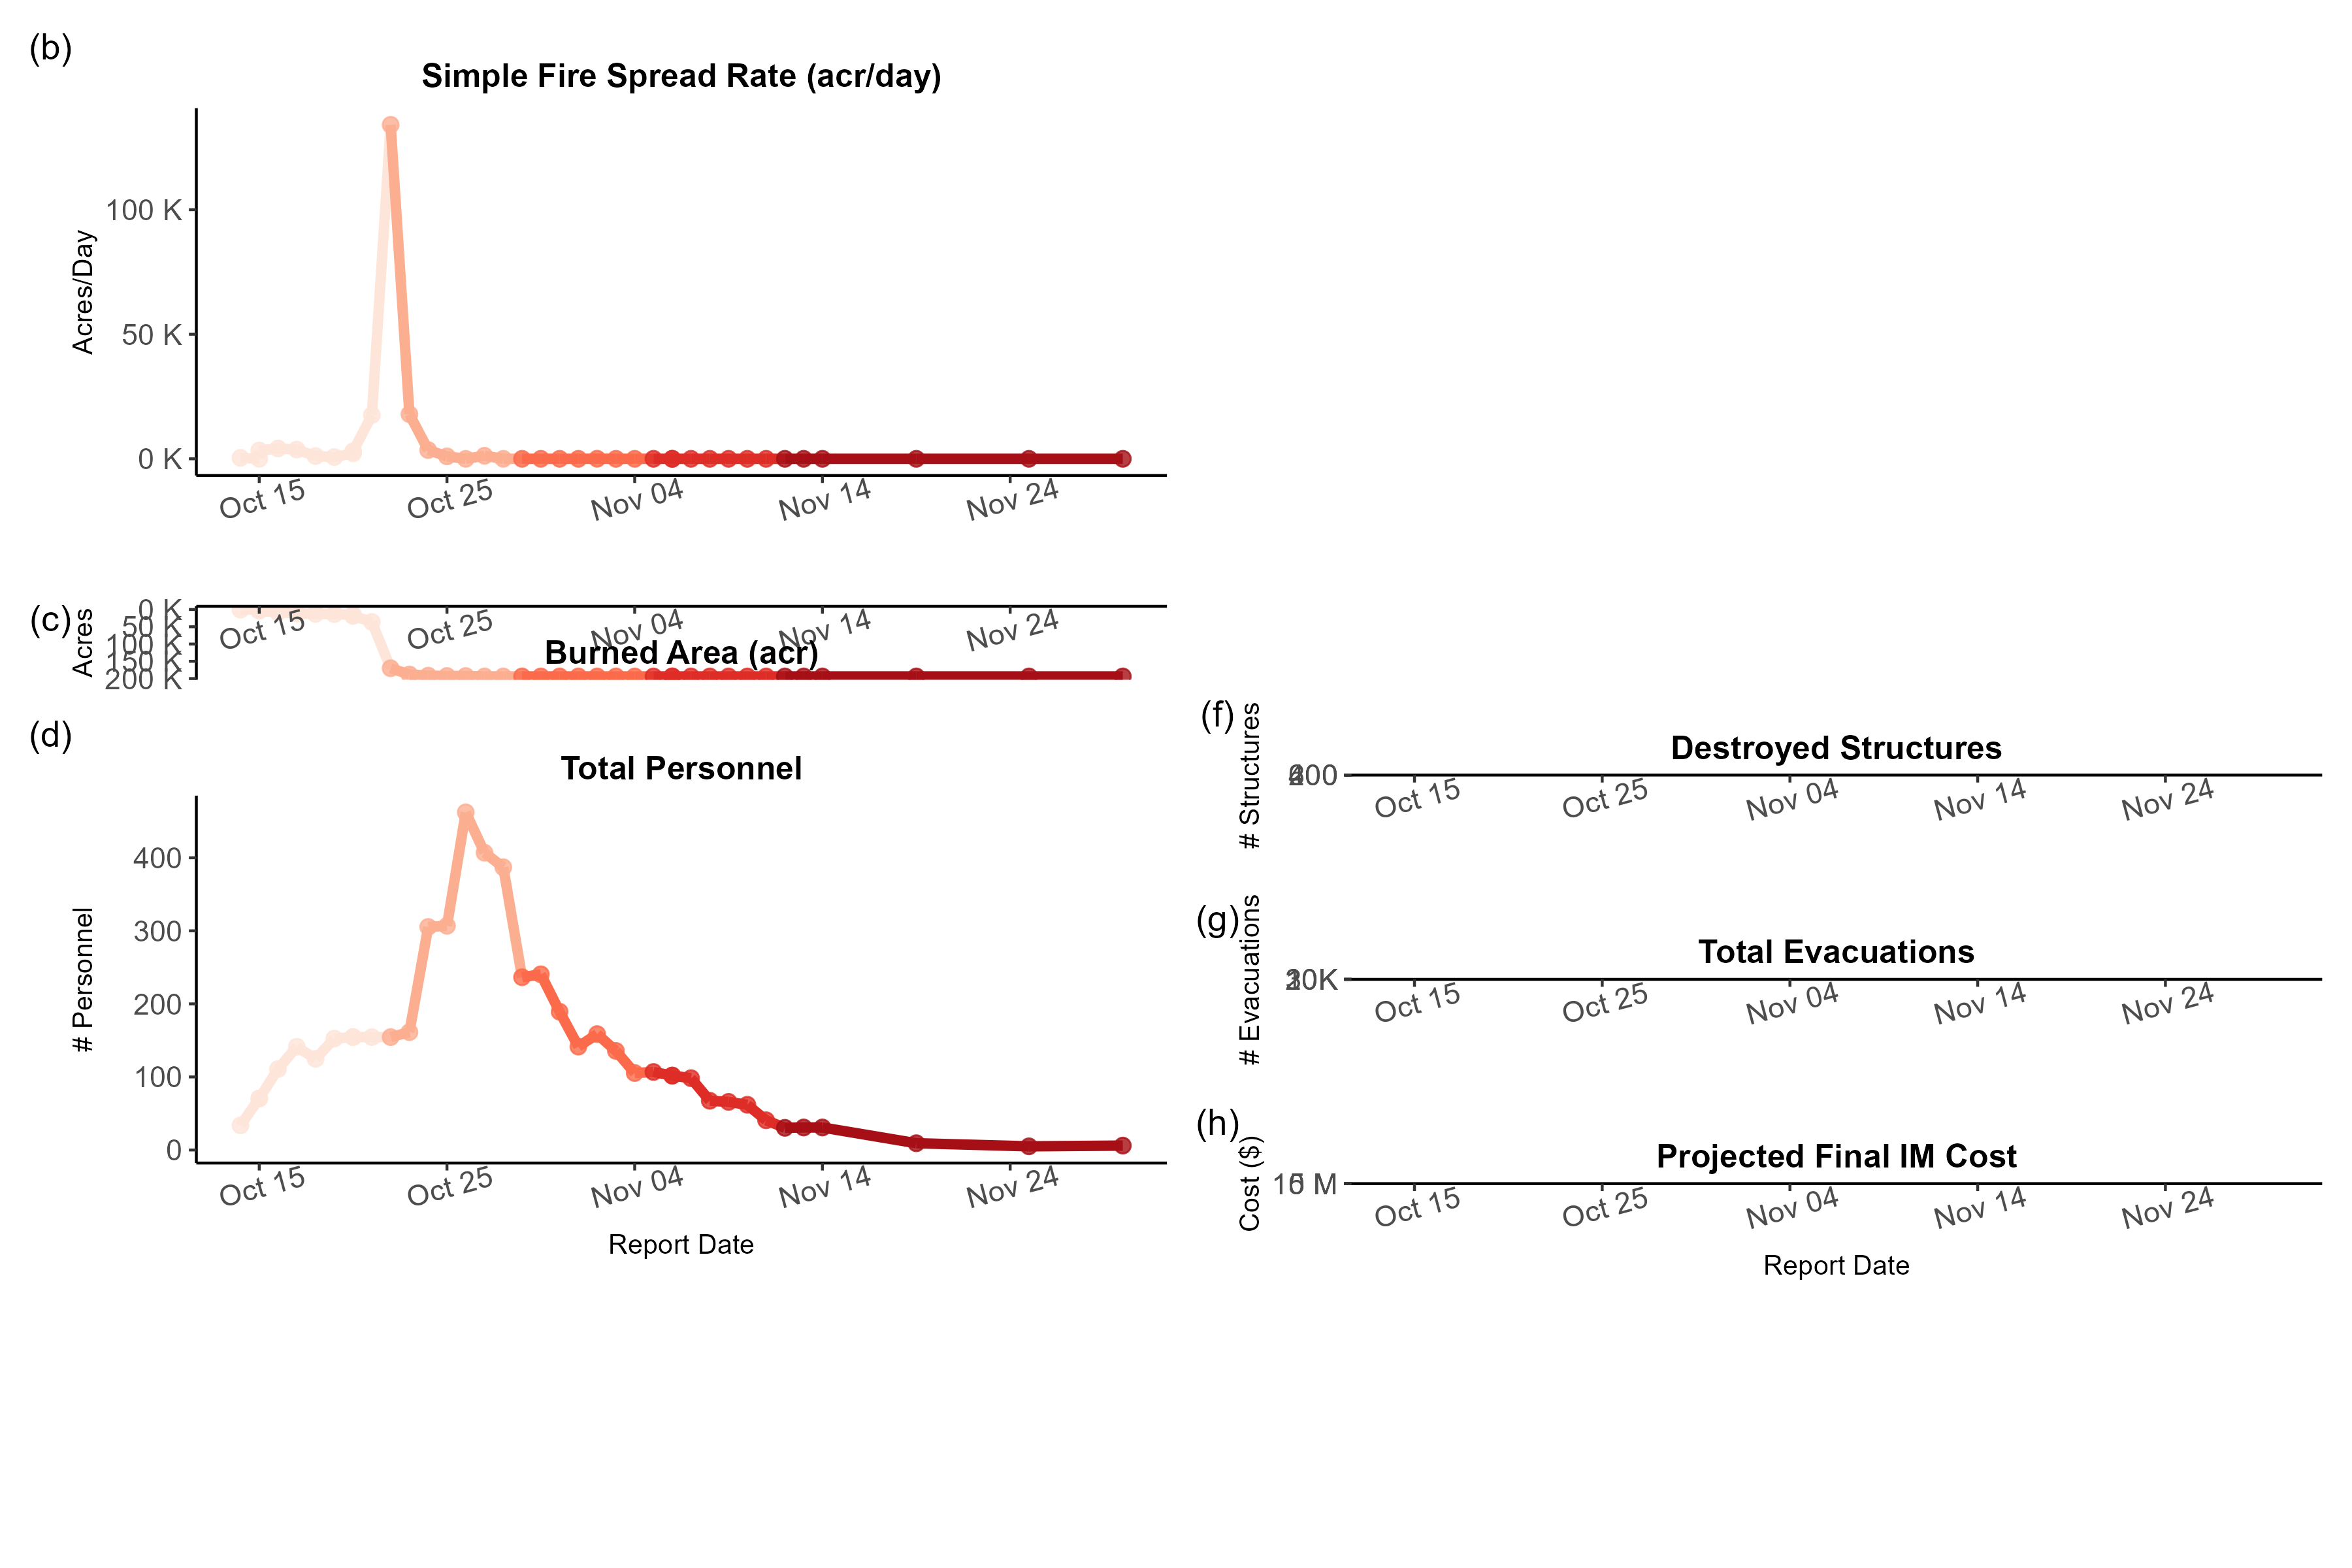 (b)
Simple Fire Spread Rate (acr/day)
Acres/Day
100 K
50 K
0 K
Oct 15
Oct 25
Nov 04
Nov 14
Nov 24
(c)
Acres
0 K
50 K
100 K
150 K
200 K
Oct 15
Oct 25
Nov 04
Nov 14
Nov 24
Burned Area (acr)
(d)
Total Personnel
# Personnel
400
300
200
100
0
Oct 15
Oct 25
Nov 04
Nov 14
Nov 24
Report Date
(f)
Destroyed Structures
# Structures
Oct 15
Oct 25
Nov 04
Nov 14
Nov 24
(g)
Total Evacuations
# Evacuations
Oct 15
Oct 25
Nov 04
Nov 14
Nov 24
(h)
Projected Final IM Cost
Cost ($)
Oct 15
Oct 25
Nov 04
Nov 14
Nov 24
Report Date